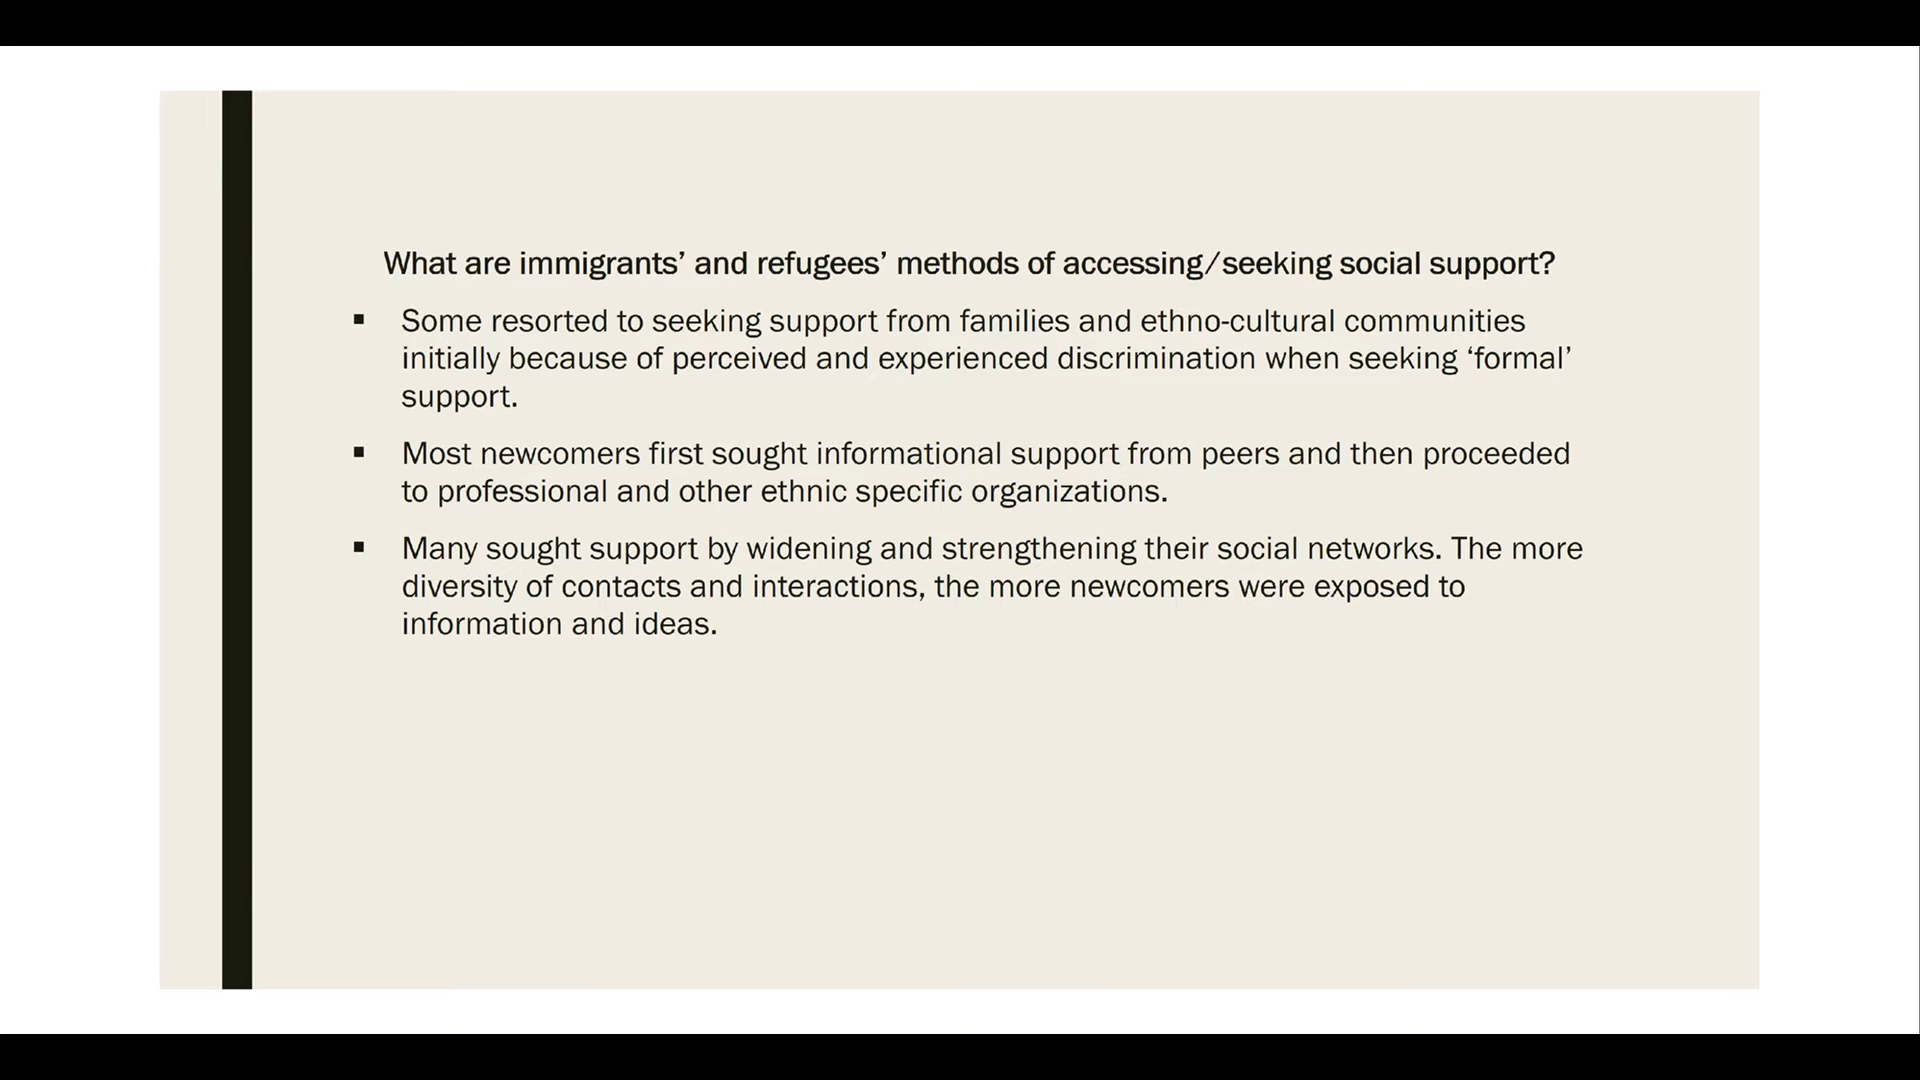 What are immigrants’ and refugees’ methods of accessing/seeking social support?
▪ Some resorted to seeking support from families and ethno-cultural communities
initially because of perceived and experienced discrimination when seeking ‘formal’
support.
▪ Most newcomers first sought informational support from peers and then proceeded
to professional and other ethnic specific organizations.
▪ Many sought support by widening and strengthening their social networks. The more
diversity of contacts and interactions, the more newcomers were exposed to
information and ideas.